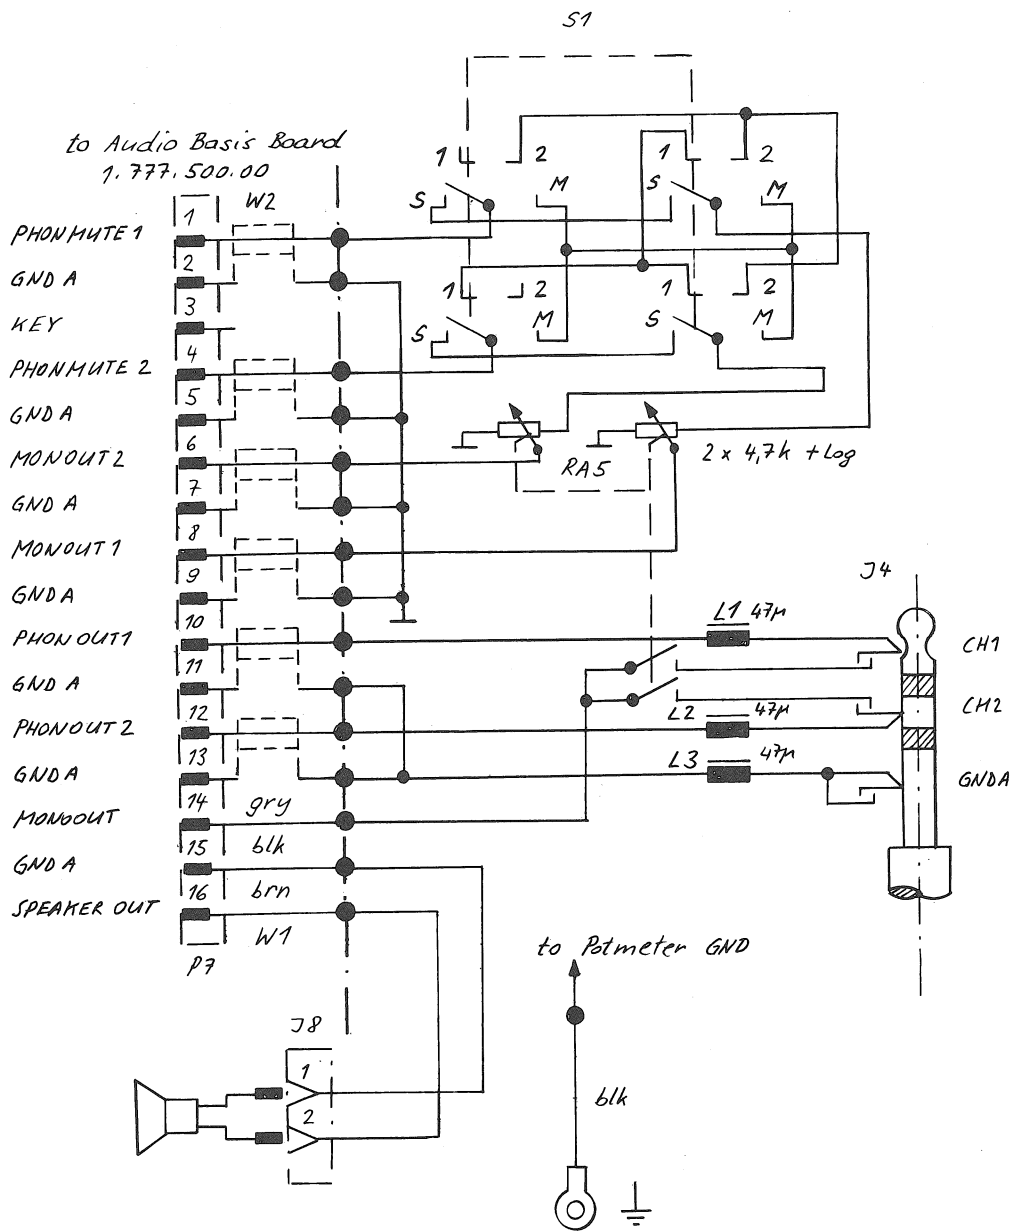 S1
to Audio Basis Board
1.777.500.00
1 2
1 2
W2
1
S M
S M
PHONMUTE 1
2
GND A
1 2
1 2
3
KEY
S M
S M
4
PHONMUTE 2
5
GND A
6
MONOUT 2
RA5
2 x 4,7k +Log
7
GND A
8
MONOUT 1
9
GND A
J4
10
PHONOUT1
L1 47µ
CH1
11
GND A
12
PHONOUT 2
L2 47µ
CH2
13
GND A
L3 47µ
GNDA
14
MONOOUT
gry
15
GND A
blk
16
SPEAKER OUT
brn
W1
P7
to Potmeter GND
J8
1
2
blk